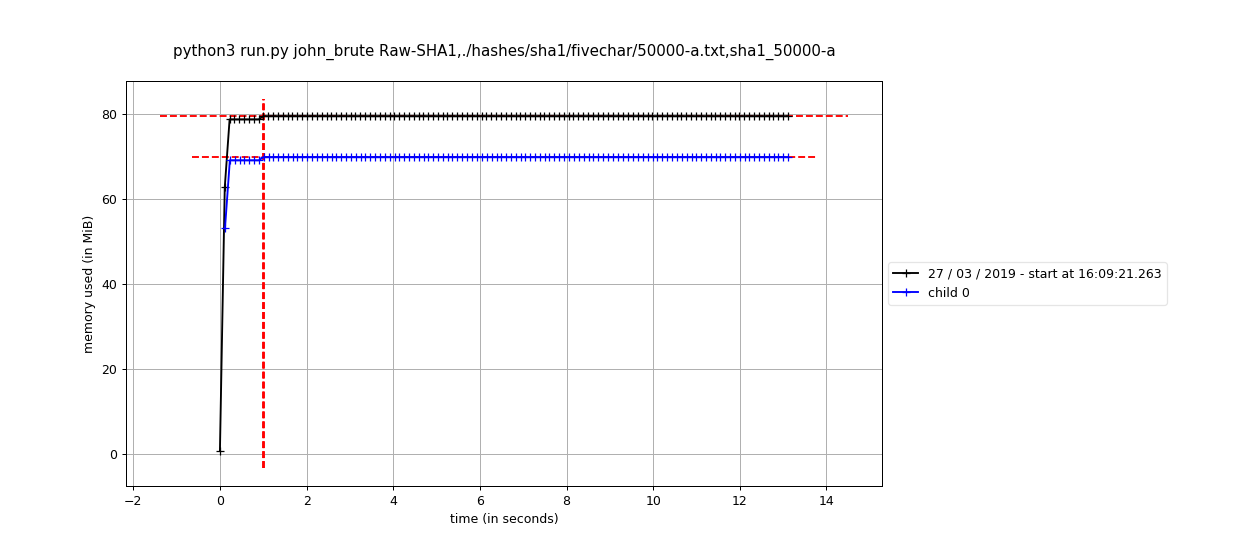 python3 run.py john_brute Raw-SHA1,./hashes/sha1/fivechar/50000-a.txt,sha1_50000-a
80
60
40
20
0
memory used (in MiB)
−2
0
2
4
6
8
10
12
14
time (in seconds)
27 / 03 / 2019 - start at 16:09:21.263
child 0